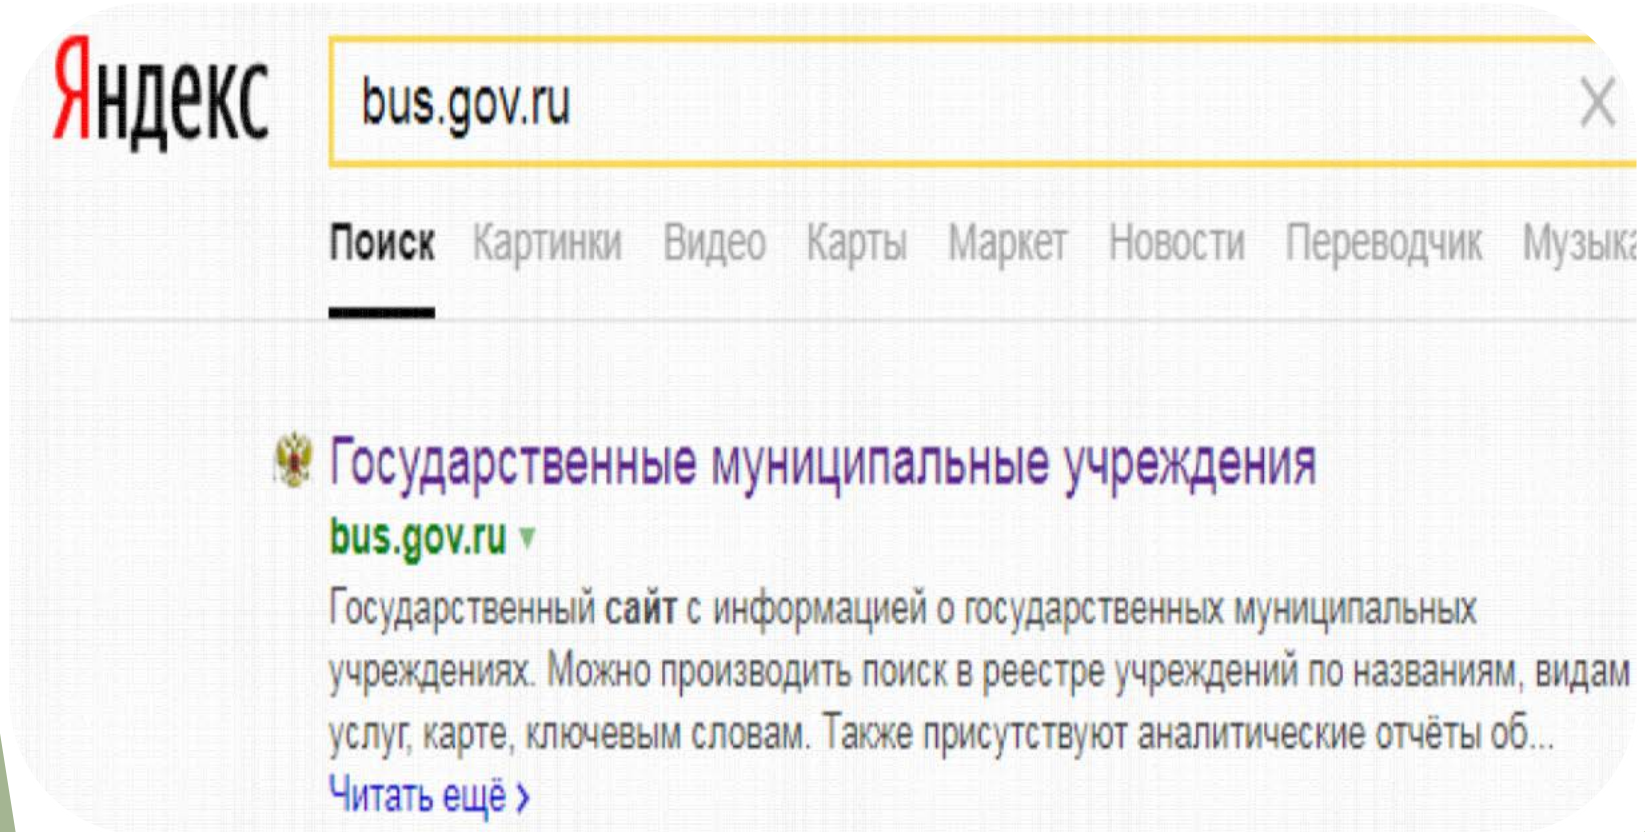 Яндекс
bus.gov.ru
Поиск Картинки Видео Карты Маркет Новости Переводчик Музыка
Государственные муниципальные учреждения
bus.gov.ru
Государственный сайт с информацией о государственных муниципальных
учреждениях. Можно производить поиск в реестре учреждений по названиям, видам
услуг, карте, ключевым словам. Также присутствуют аналитические отчёты об...
Читать ещё >